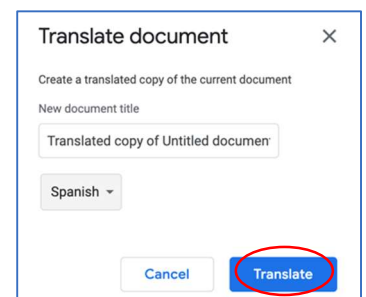 Translate document
Create a translated copy of the current document
New document title
Translated copy of Untitled documen
Spanish
Cancel Translate